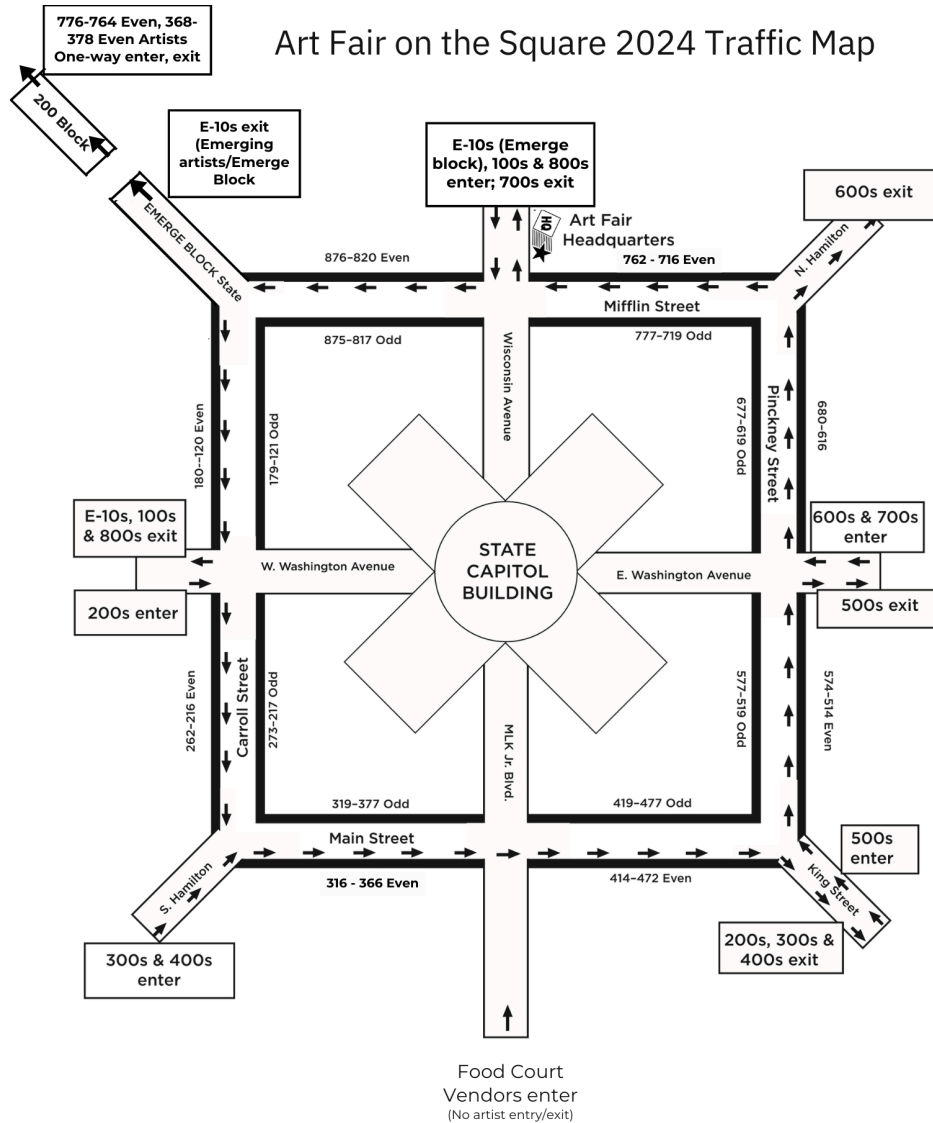 776-764 Even, 368-
378 Even Artists
One-way enter, exit
Art Fair on the Square 2024 Traffic Map
200 Block
E-10s exit
(Emerging
artists/Emerge
Block
E-10s (Emerge
block), 100s & 800s
enter; 700s exit
600s exit
EMERGE BLOCK State
HQ
Art Fair
Headquarters
N. Hamilton
876-820 Even
762 - 716 Even
Mifflin Street
875-817 Odd
777-719 Odd
Wisconsin Avenue
180--120 Even
179-121 Odd
677-619 Odd
Pinckney Street
680-616
E-10s, 100s
& 800s exit
600s & 700s
enter
W. Washington Avenue
STATE
CAPITOL
BUILDING
E. Washington Avenue
200s enter
500s exit
262-216 Even
Carroll Street
273-217 Odd
MLK Jr. Blvd.
577-519 Odd
574-514 Even
319-377 Odd
419-477 Odd
Main Street
316 - 366 Even
414-472 Even
500s
enter
S. Hamilton
King Street
300s & 400s
enter
200s, 300s &
400s exit
Food Court
Vendors enter
(No artist entry/exit)